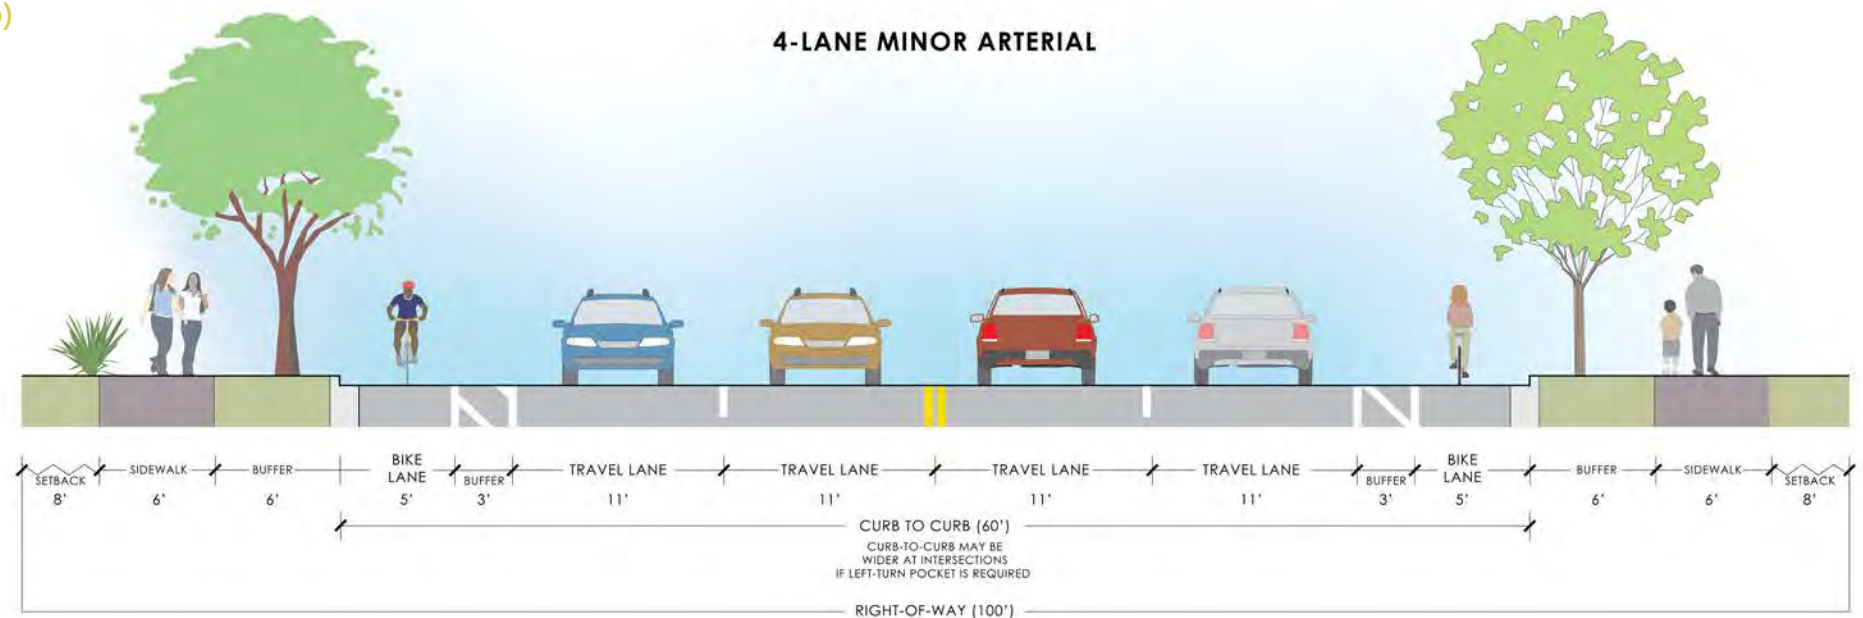 )
4-LANE MINOR ARTERIAL
SETBACK
8'
SIDEWALK
6'
BUFFER
6'
BIKE
LANE
5'
BUFFER
3'
TRAVEL LANE
11'
TRAVEL LANE
11'
TRAVEL LANE
11'
TRAVEL LANE
11'
BUFFER
3'
BIKE
LANE
5'
BUFFER
6'
SIDEWALK
6'
SETBACK
8'
CURB TO CURB (60')
CURB-TO-CURB MAY BE
WIDER AT INTERSECTIONS
IF LEFT-TURN POCKET IS REQUIRED
RIGHT-OF-WAY (100')